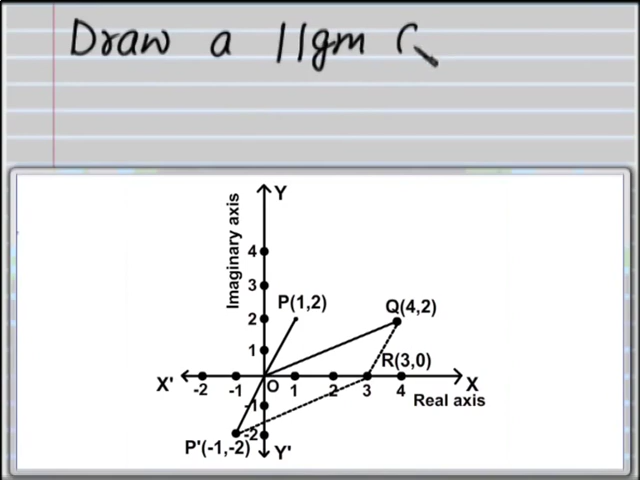 Draw a ||gm
Y
Imaginary axis
4
3
P(1,2)
Q(4,2)
2
1
R(3,0)
X' -2 -1 O 1 2 3 4 X
Real axis
-1
P'(-1,-2)
-2
Y'